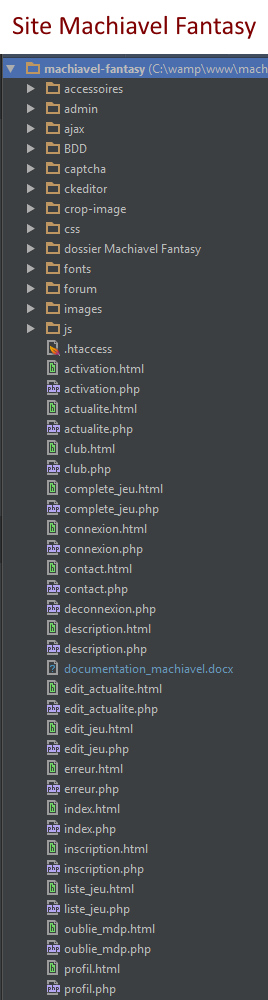 Site Machiavel Fantasy
machiavel-fantasy (C:\wamp\www\mach
accessoires
admin
ajax
BDD
captcha
ckeditor
crop-image
css
dossier Machiavel Fantasy
fonts
forum
images
js
.htaccess
activation.html
activation.php
actualite.html
actualite.php
club.html
club.php
complete_jeu.html
complete_jeu.php
connexion.html
connexion.php
contact.html
contact.php
deconnexion.php
description.html
description.php
documentation_machiavel.docx
edit_actualite.html
edit_actualite.php
edit_jeu.html
edit_jeu.php
erreur.html
erreur.php
index.html
index.php
inscription.html
inscription.php
liste_jeu.html
liste_jeu.php
oublie_mdp.html
oublie_mdp.php
profil.html
profil.php